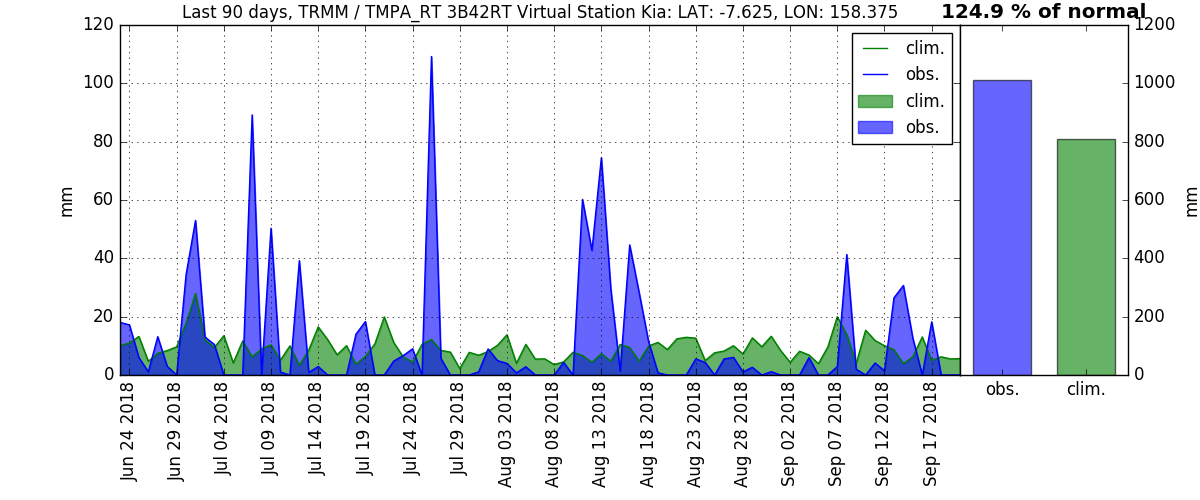 Last 90 days, TRMM / TMPA_RT 3B42RT Virtual Station Kia: LAT: -7.625, LON: 158.375
124.9 % of normal
120
100
80
60
40
20
0
mm
clim.
obs.
clim.
obs.
Jun 24 2018
Jun 29 2018
Jul 04 2018
Jul 09 2018
Jul 14 2018
Jul 19 2018
Jul 24 2018
Jul 29 2018
Aug 03 2018
Aug 08 2018
Aug 13 2018
Aug 18 2018
Aug 23 2018
Aug 28 2018
Sep 02 2018
Sep 07 2018
Sep 12 2018
Sep 17 2018
1200
1000
800
600
400
200
0
mm
obs.
clim.